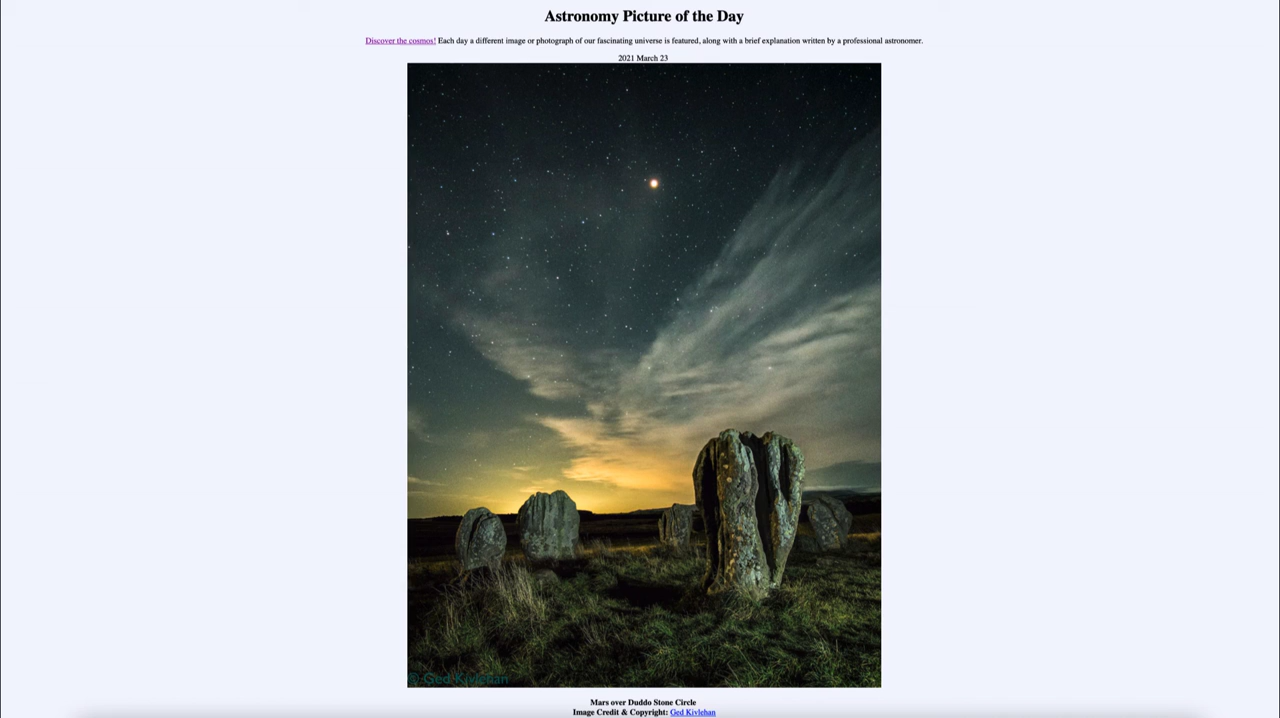 Astronomy Picture of the Day
Discover the cosmos! Each day a different image or photograph of our fascinating universe is featured, along with a brief explanation written by a professional astronomer.
2021 March 23
© Ged Kivlehan
Mars over Duddo Stone Circle
Image Credit & Copyright: Ged Kivlehan